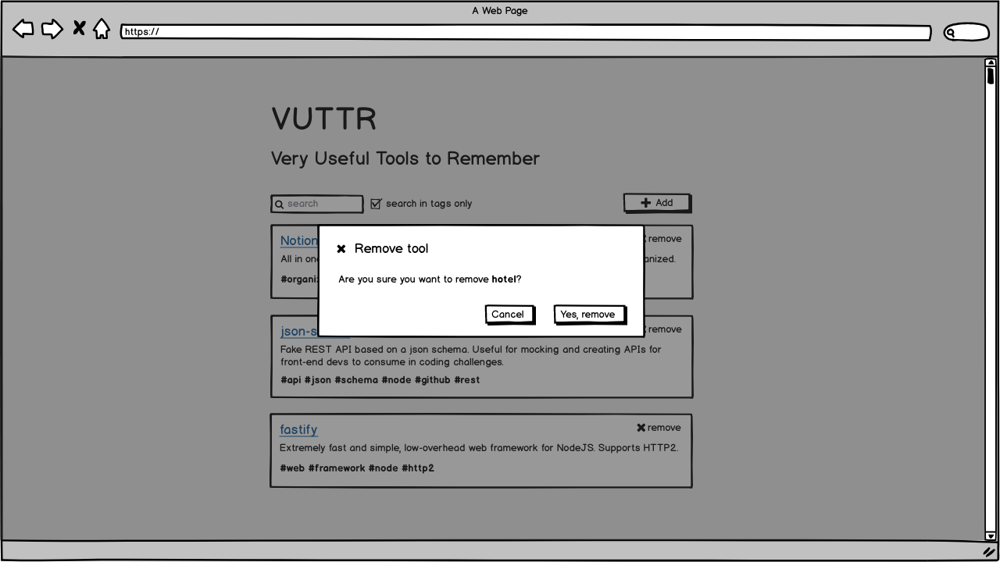 A Web Page
https://
VUTTR
Very Useful Tools to Remember
search
search in tags only
Add
Notion
remove
All in
#organi
Remove tool
Are you sure you want to remove hotel?
Cancel
Yes, remove
json-s
remove
Fake REST API based on a json schema. Useful for mocking and creating APIs for
front-end devs to consume in coding challenges.
#api #json #schema #node #github #rest
fastify
remove
Extremely fast and simple, low-overhead web framework for NodeJS. Supports HTTP2.
#web #framework #node #http2